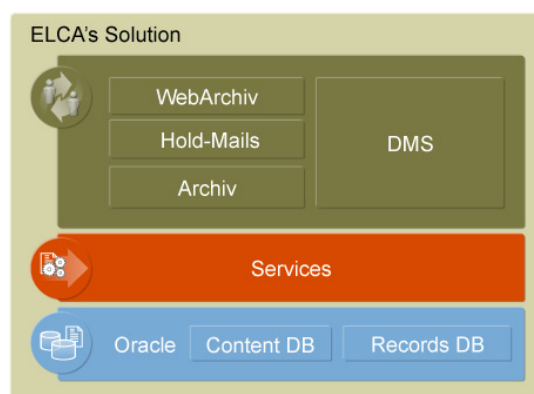 ELCA's Solution
WebArchiv
Hold-Mails
Archiv
DMS
Services
Oracle Content DB Records DB